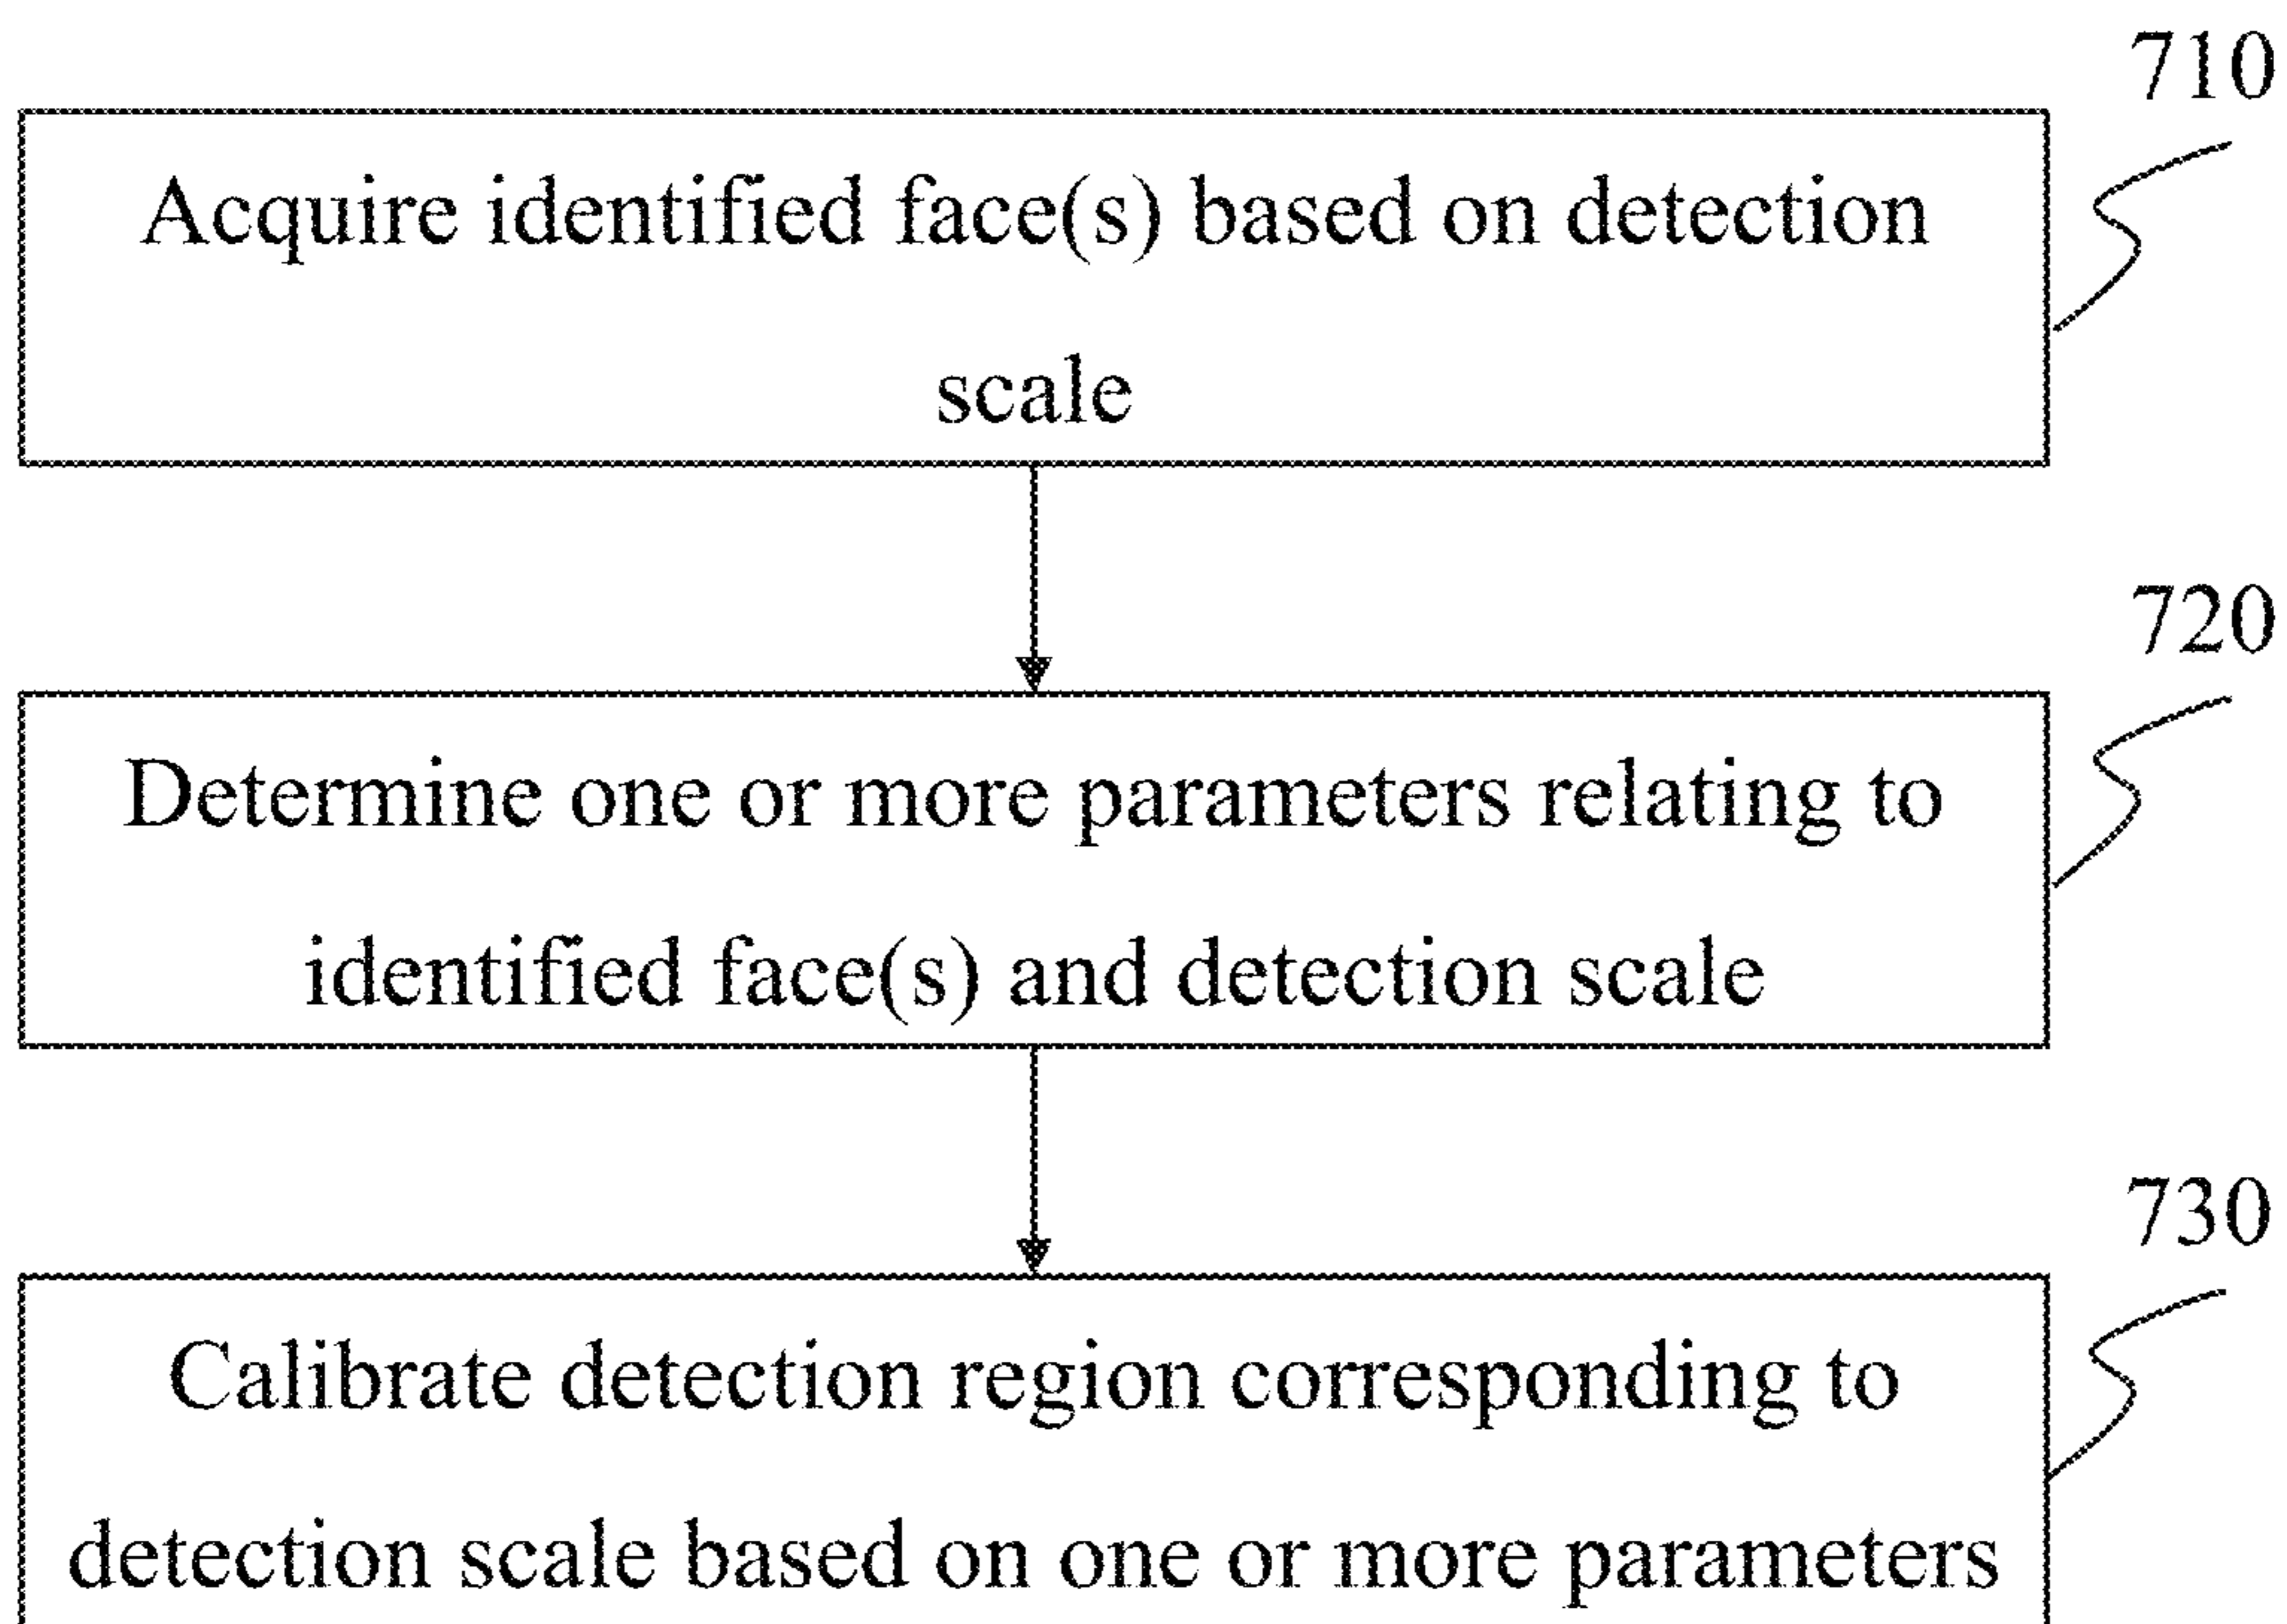 710
Acquire identified face(s) based on detection
scale
720
Determine one or more parameters relating to
identified face(s) and detection scale
730
Calibrate detection region corresponding to
detection scale based on one or more parameters